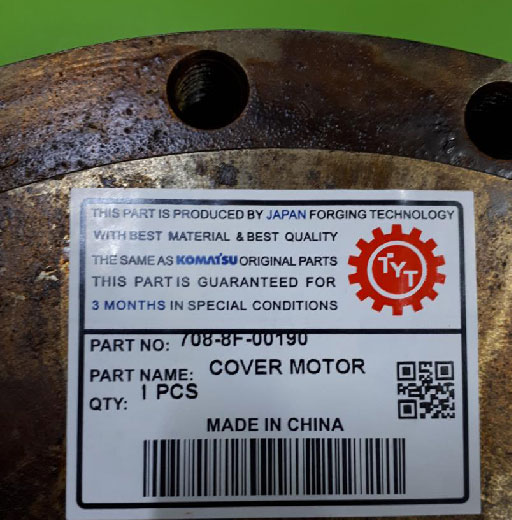 THIS PART IS PRODUCED BY JAPAN FORGING TECHNOLOGY
WITH BEST MATERIAL & BEST QUALITY
THE SAME AS KOMATSU ORIGINAL PARTS
THIS PART IS GUARANTEED FOR
3 MONTHS IN SPECIAL CONDITIONS
TYT
PART NO: 708-8F-00190
PART NAME: COVER MOTOR
QTY: 1 PCS
MADE IN CHINA